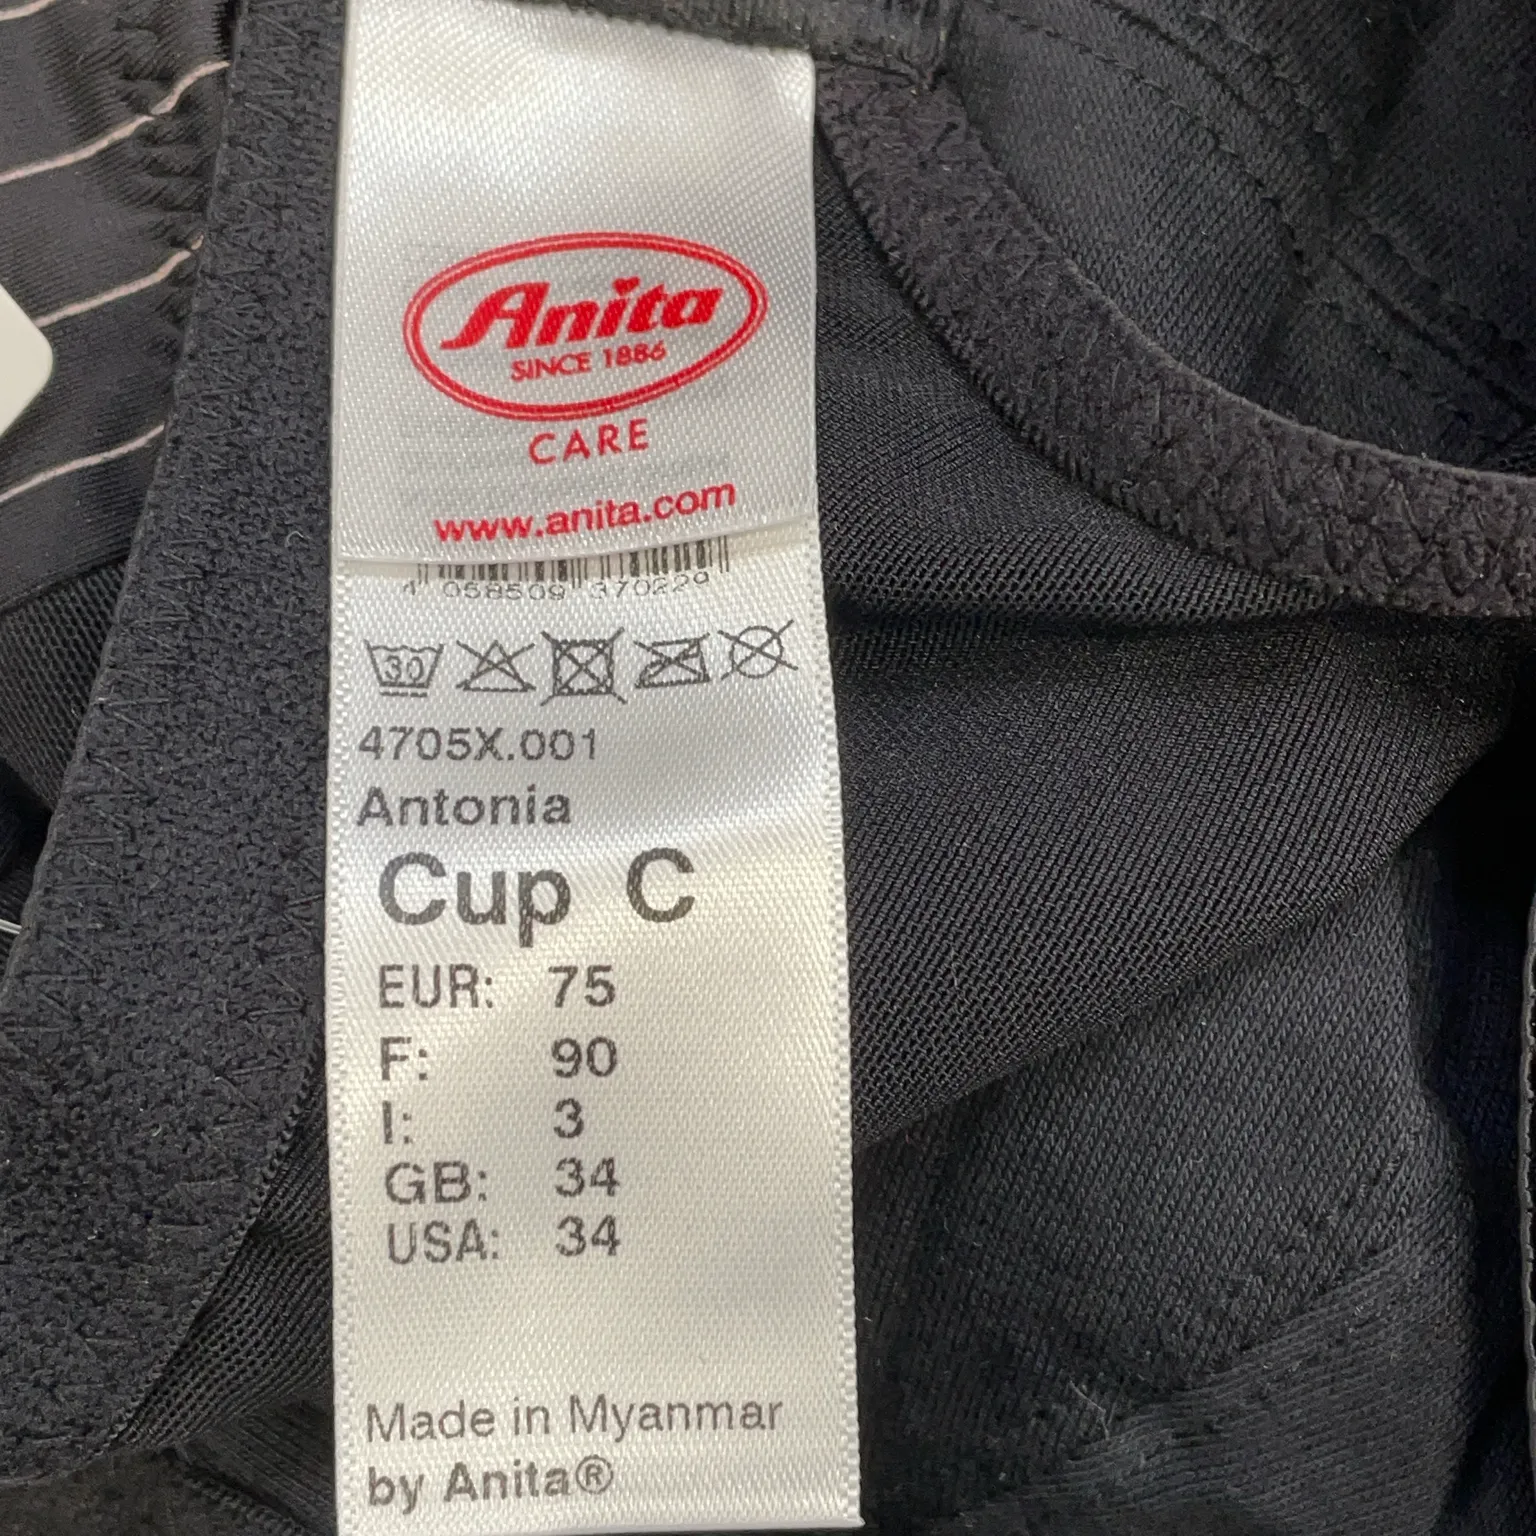 Anita
SINCE 1886
CARE
www.anita.com
4 058509 370229
30
4705X.001
Antonia
Cup C
EUR: 75
F: 90
I: 3
GB: 34
USA: 34
Made in Myanmar
by Anita®